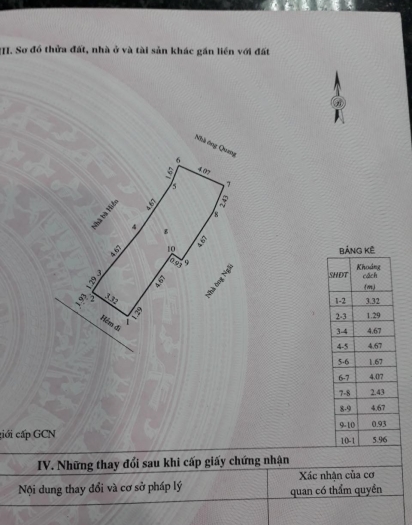 III. Sơ đồ thửa đất, nhà ở và tài sản khác gắn liền với đất
B
Nhà ông Quang
6
4.07
7
1.67
5
2.43
8
Nhà bà Hiểu
4
4.67
8
10
0.93
9
4.67
4.67
3
1.29
2
4.67
Nhà ông Ngãi
1.93
3.32
1
1.29
Hẻm đi
BẢNG KÊ
SHĐT Khoảng cách (m)
1-2 3.32
2-3 1.29
3-4 4.67
4-5 4.67
5-6 1.67
6-7 4.07
7-8 2.43
8-9 4.67
9-10 0.93
10-1 5.96
giới cấp GCN
IV. Những thay đổi sau khi cấp giấy chứng nhận
Nội dung thay đổi và cơ sở pháp lý
Xác nhận của cơ
quan có thẩm quyền